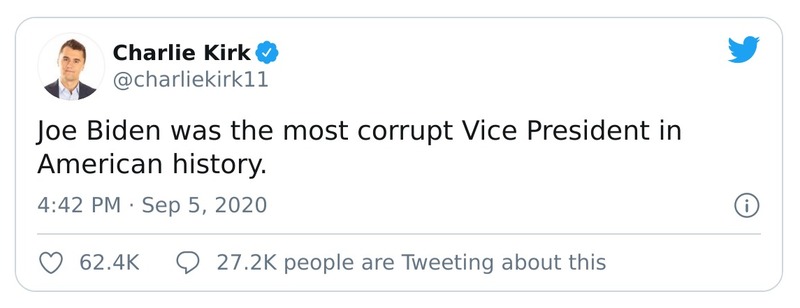 Charlie Kirk
@charliekirk11
Joe Biden was the most corrupt Vice President in
American history.
4:42 PM · Sep 5, 2020
62.4K 27.2K people are Tweeting about this